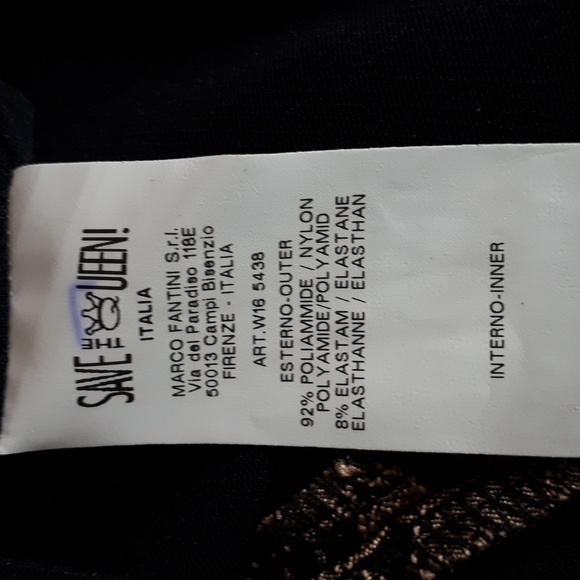 SAVE THE QUEEN!
ITALIA
MARCO FANTINI S.r.l.
Via del Paradiso 118E
50013 Campi Bisenzio
FIRENZE - ITALIA
ART.W16 5438
ESTERNO-OUTER
92% POLIAMMIDE / NYLON
POLYAMIDE/POLYAMID
8% ELASTAM / ELASTANE
ELASTHANNE / ELASTHAN
INTERNO-INNER